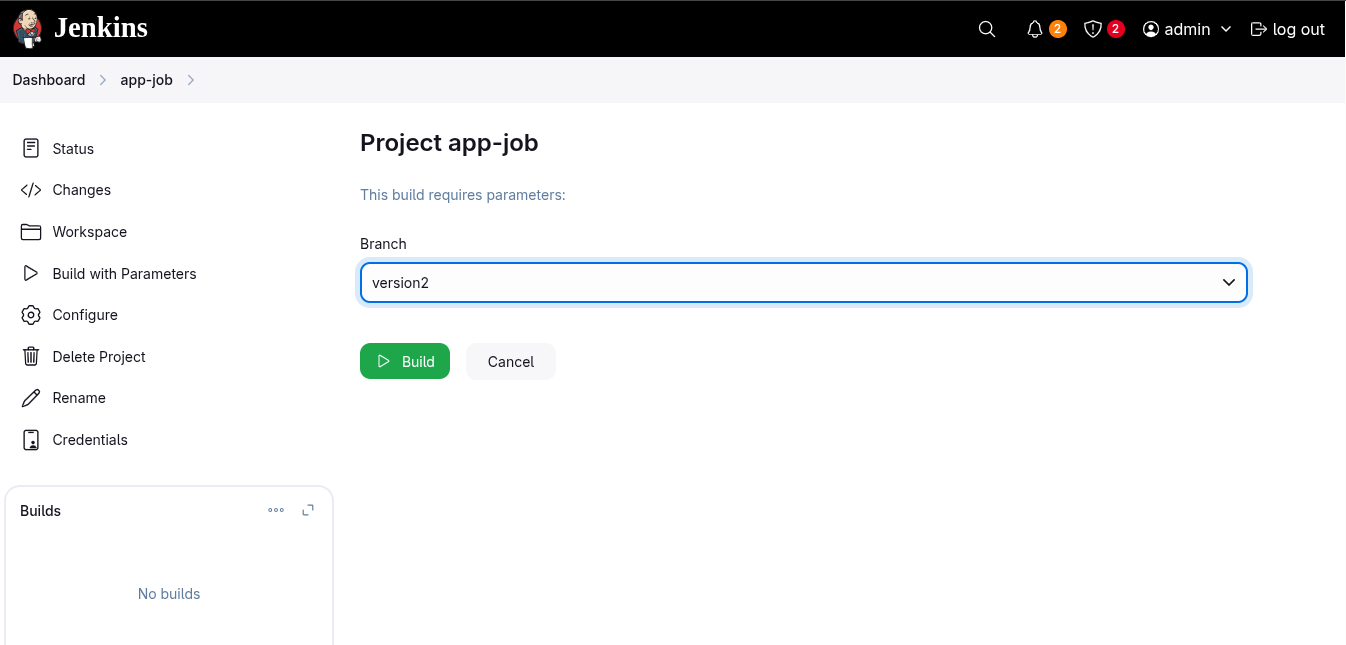 Jenkins
2
2
admin
log out
Dashboard
app-job
Status
Changes
Workspace
Build with Parameters
Configure
Delete Project
Rename
Credentials
Builds
No builds
Project app-job
This build requires parameters:
Branch
version2
Build
Cancel